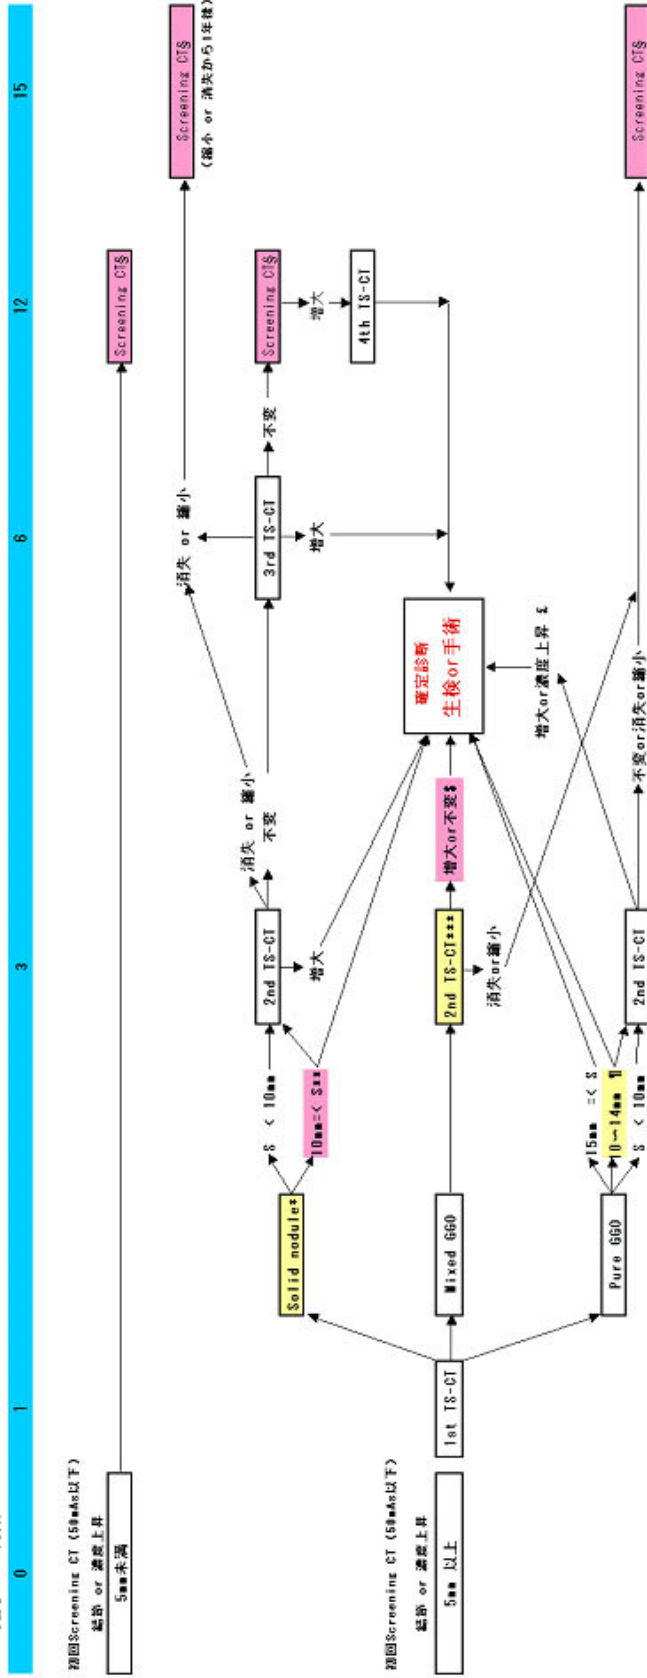 0
1
3
6
12
15
初回Screening CT (50mAs以下)
結節 or 濃度上昇
5mm未満
Screening CT§
初回Screening CT (50mAs以下)
結節 or 濃度上昇
5mm 以上
1st TS-CT
Solid nodule*
S < 10mm
10mm=< S**
2nd TS-CT
消失 or 縮小
不変
増大
消失 or 縮小
3rd TS-CT
不変
増大
Screening CT§
増大
4th TS-CT
Screening CT§
(縮小 or 消失から1年後)
Mixed GGO
2nd TS-CT***
増大or不変$
消失or縮小
確定診断
生検or手術
Pure GGO
15mm =< S
10~14mm ¶
S < 10mm
2nd TS-CT
増大or濃度上昇 £
不変or消失or縮小
Screening CT§